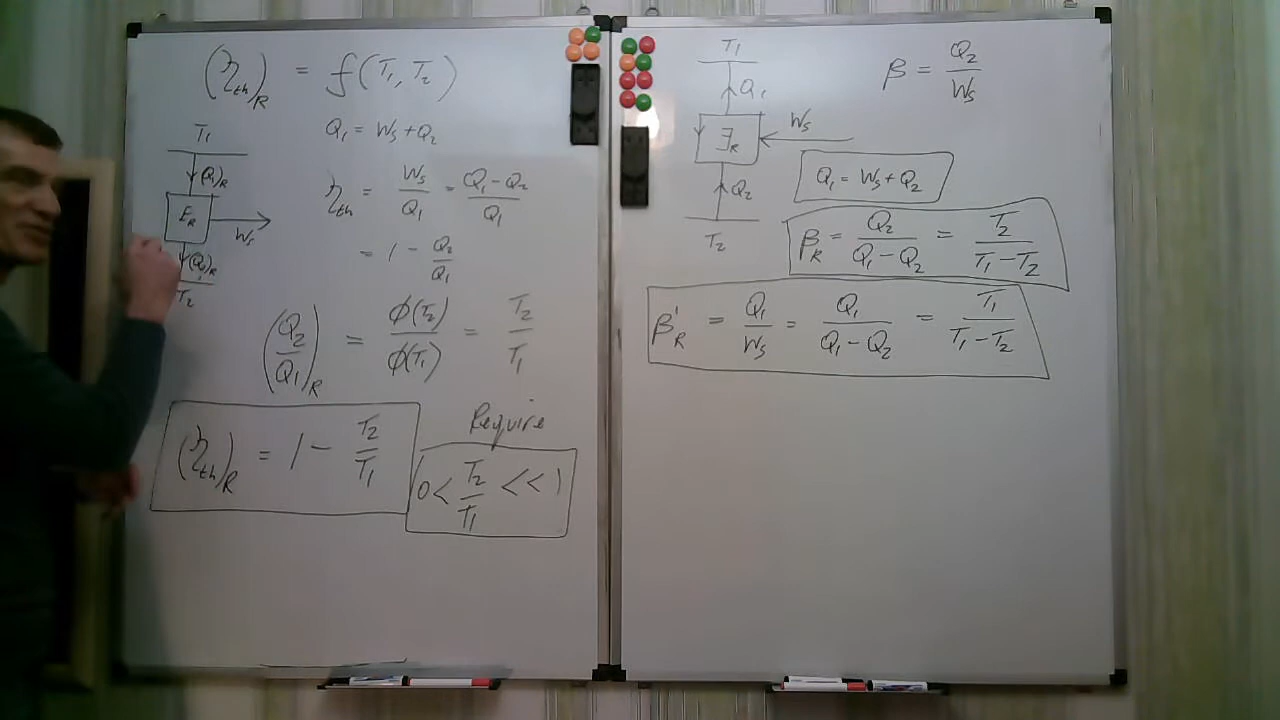 (η_th)_R = f(T₁, T₂)
T₁
(Q₁)_R
E_R
W_s
(Q₂)_R
T₂
Q₁ = W_s + Q₂
η_th = W_s/Q₁ = (Q₁ − Q₂)/Q₁
= 1 − Q₂/Q₁
(Q₂/Q₁)_R = ϕ(T₂)/ϕ(T₁) = T₂/T₁
(η_th)_R = 1 − T₂/T₁
Require
0 < T₂/T₁ << 1
T₁
Q₁
ƎR
W_s
Q₂
T₂
β = Q₂/W_s
Q₁ = W_s + Q₂
β_R = Q₂/(Q₁ − Q₂) = T₂/(T₁ − T₂)
β'_R = Q₁/W_s = Q₁/(Q₁ − Q₂) = T₁/(T₁ − T₂)